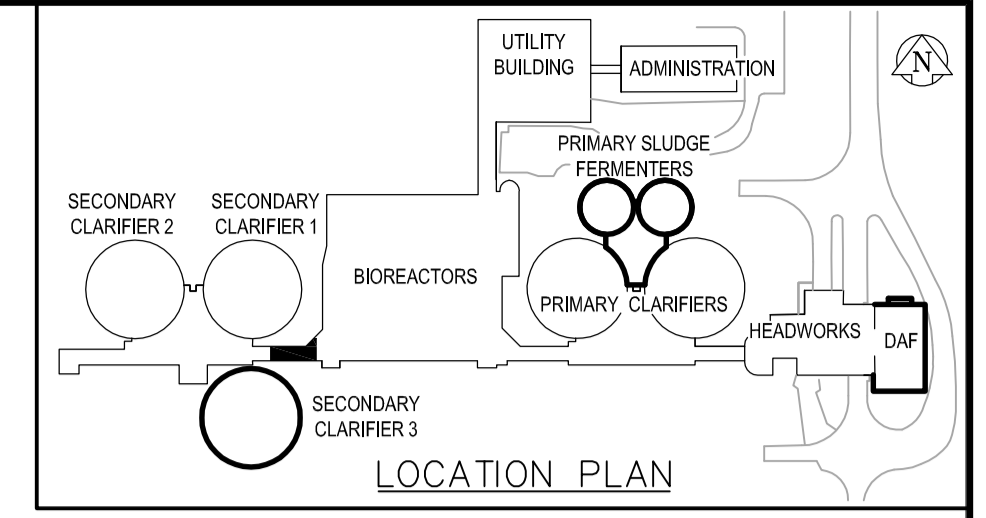 UTILITY
BUILDING
ADMINISTRATION
N
PRIMARY SLUDGE
FERMENTERS
SECONDARY
CLARIFIER 2
SECONDARY
CLARIFIER 1
BIOREACTORS
PRIMARY CLARIFIERS
HEADWORKS
DAF
SECONDARY
CLARIFIER 3
LOCATION PLAN